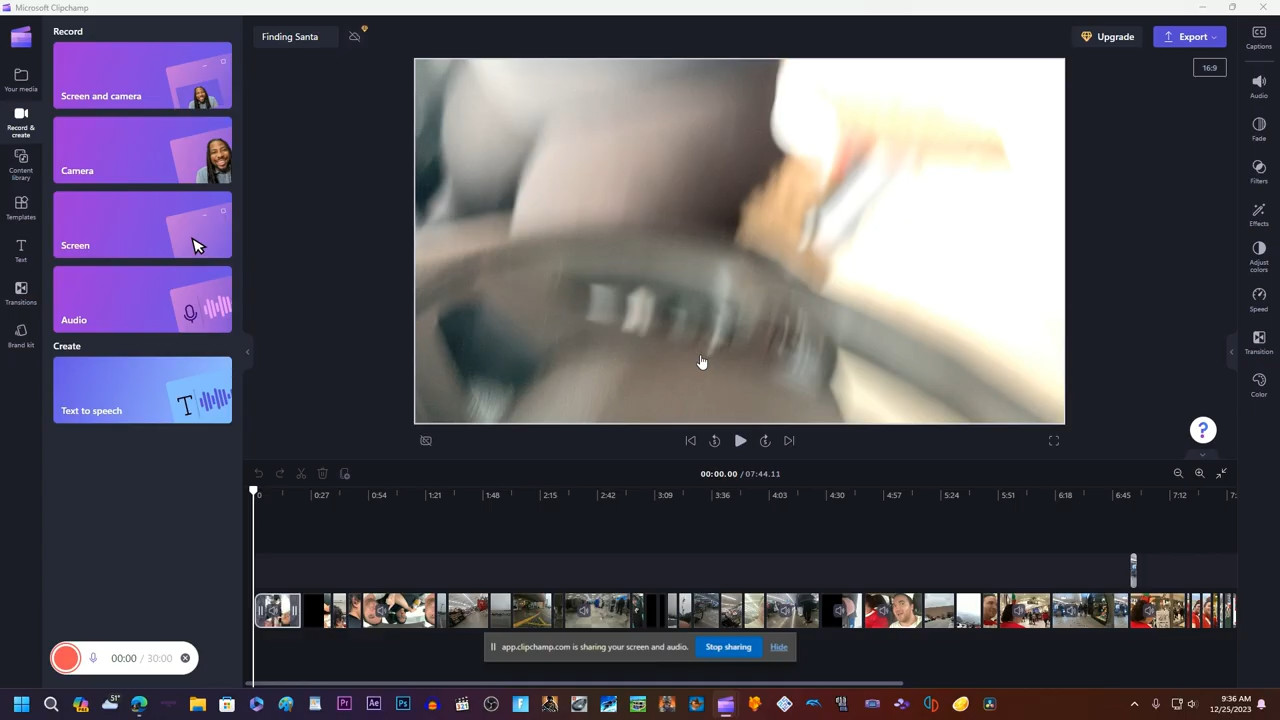 Microsoft Clipchamp
Your media
Record & create
Content library
Templates
Text
Transitions
Brand kit
Record
Screen and camera
Camera
Screen
Audio
Create
Text to speech
T
00:00 / 30:00
Finding Santa
Upgrade
Export
16:9
Captions
Audio
Fade
Filters
Effects
Adjust colors
Speed
Transition
Color
?
00:00.00 / 07:44.11
0
0:27
0:54
1:21
1:48
2:15
2:42
3:09
3:36
4:03
4:30
4:57
5:24
5:51
6:18
6:45
7:12
app.clipchamp.com is sharing your screen and audio.
Stop sharing
Hide
51°
Pr
Ae
Ps
9:36 AM
12/25/2023